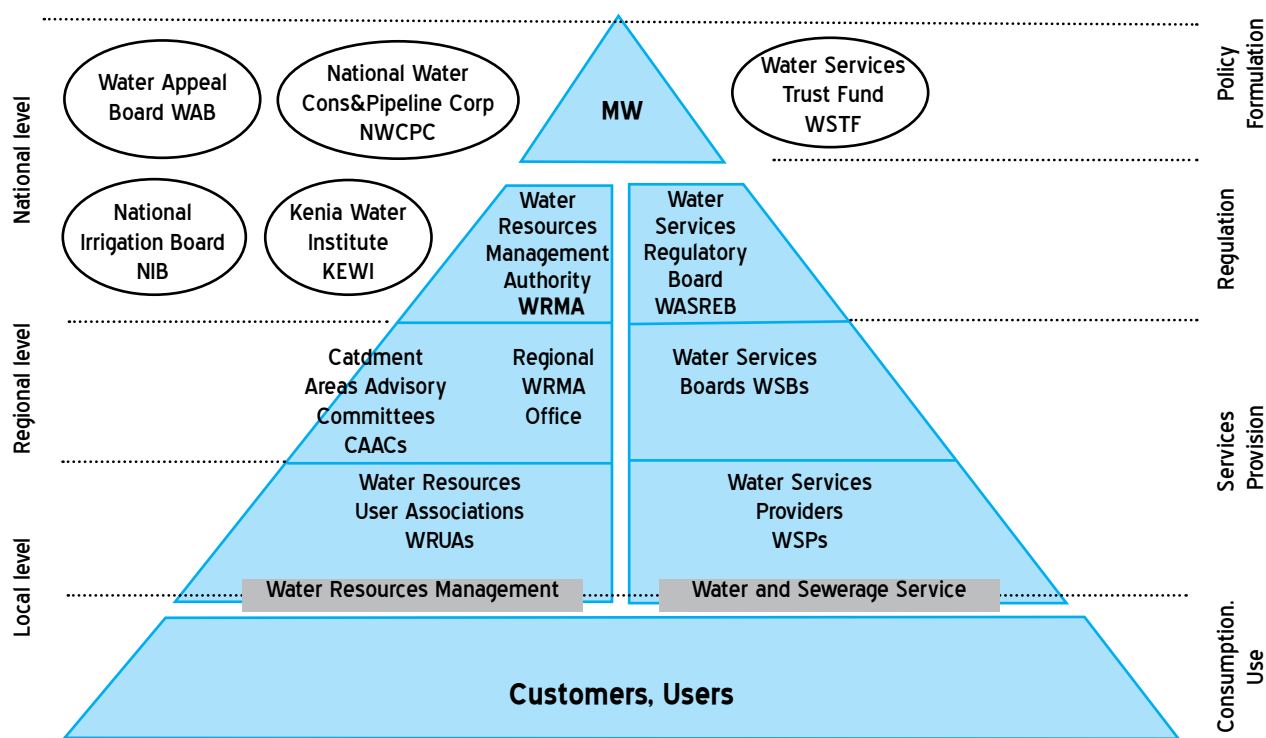 Water Appeal
Board WAB
National Water
Cons&Pipeline Corp
NWCPC
MW
Water Services
Trust Fund
WSTF
Policy
Formulation
National level
National
Irrigation Board
NIB
Kenia Water
Institute
KEWI
Water
Resources
Management
Authority
WRMA
Water
Services
Regulatory
Board
WASREB
Regulation
Regional level
Catdment
Areas Advisory
Committees
CAACs
Regional
WRMA
Office
Water Services
Boards WSBs
Services
Provision
Local level
Water Resources
User Associations
WRUAs
Water Services
Providers
WSPs
Water Resources Management
Water and Sewerage Service
Customers, Users
Consumption.
Use